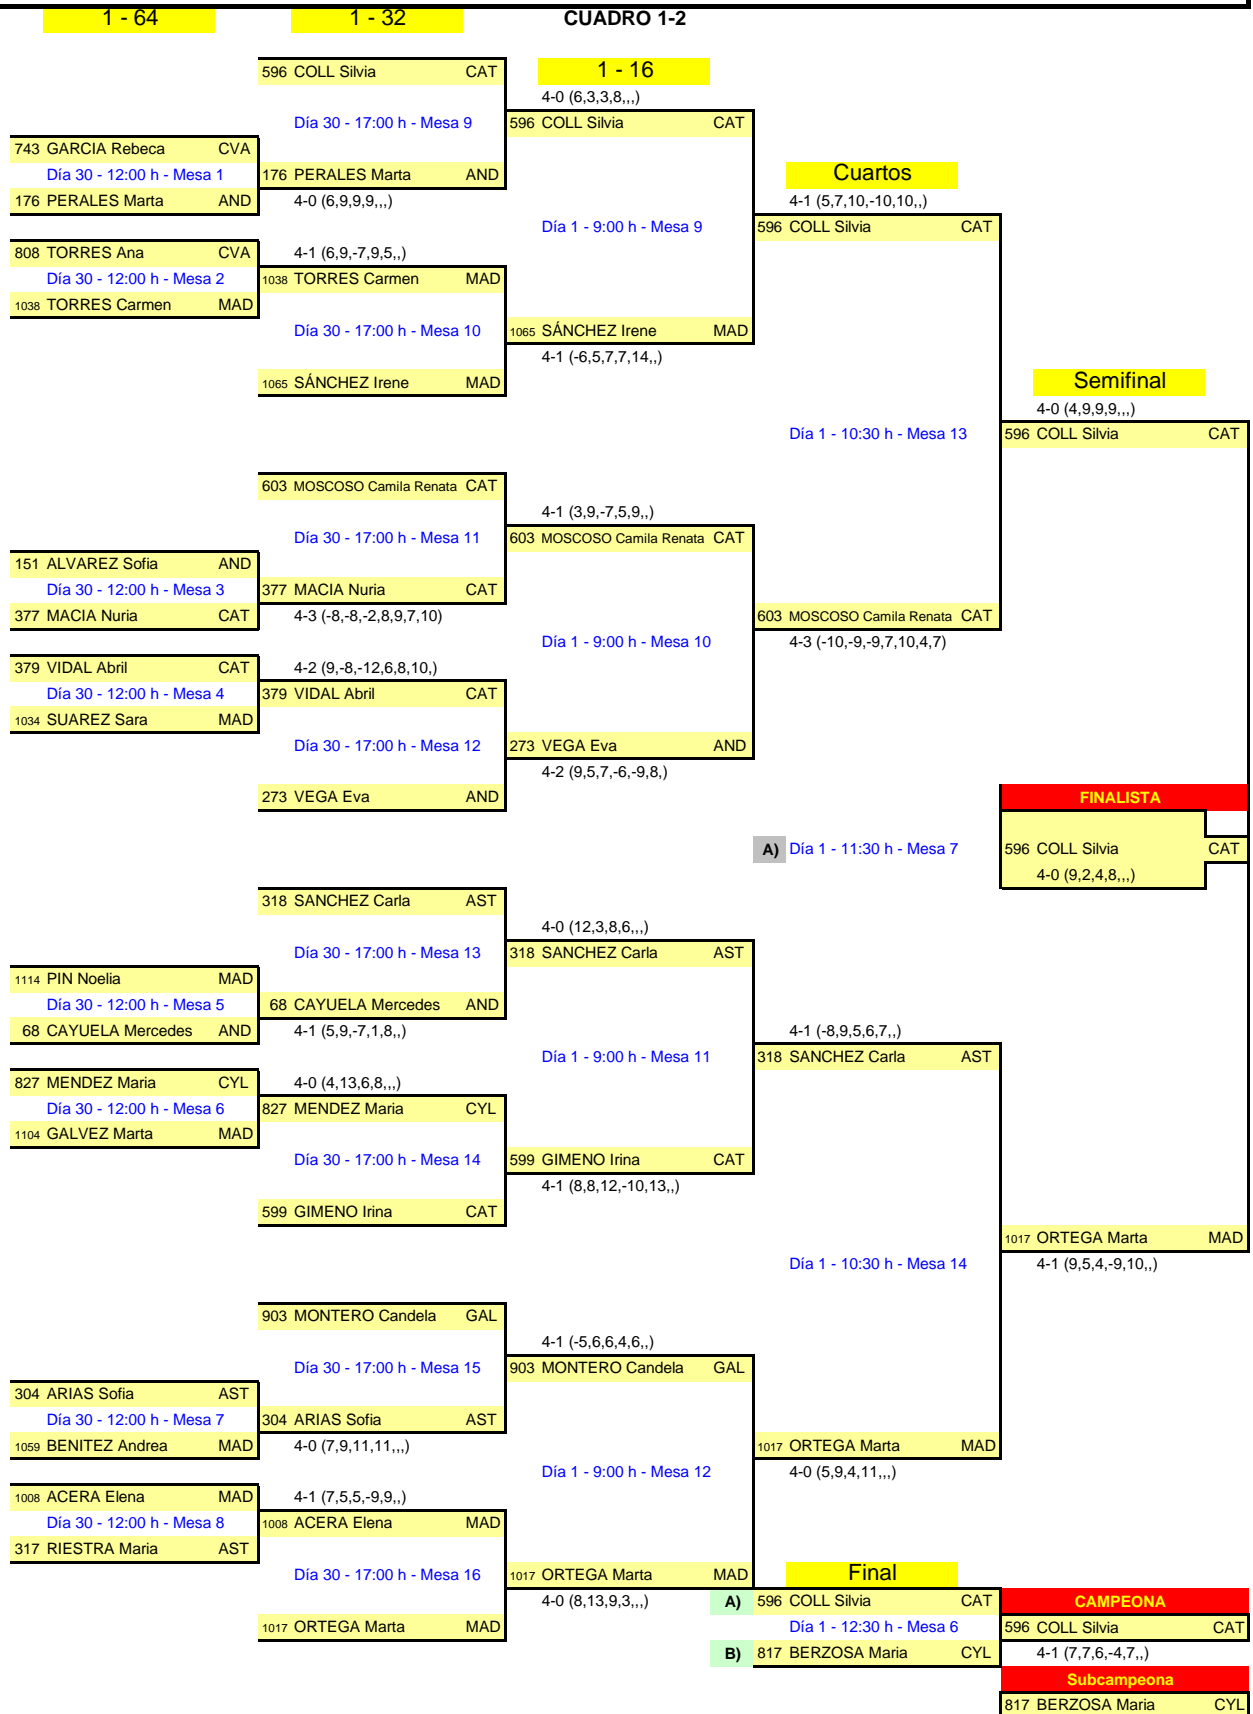 1 - 64 1 - 32 CUADRO 1-2
596 COLL Silvia CAT 1 - 16
4-0 (6,3,3,8,,,)
Día 30 - 17:00 h - Mesa 9 596 COLL Silvia CAT
743 GARCIA Rebeca CVA
Día 30 - 12:00 h - Mesa 1 176 PERALES Marta AND Cuartos
176 PERALES Marta AND 4-0 (6,9,9,9,,,) 4-1 (5,7,10,-10,10,,)
Día 1 - 9:00 h - Mesa 9 596 COLL Silvia CAT
808 TORRES Ana CVA 4-1 (6,9,-7,9,5,,)
Día 30 - 12:00 h - Mesa 2 1038 TORRES Carmen MAD
1038 TORRES Carmen MAD
Día 30 - 17:00 h - Mesa 10 1065 SÁNCHEZ Irene MAD
4-1 (-6,5,7,7,14,,)
1065 SÁNCHEZ Irene MAD Semifinal
4-0 (4,9,9,9,,,)
Día 1 - 10:30 h - Mesa 13 596 COLL Silvia CAT
603 MOSCOSO Camila Renata CAT
4-1 (3,9,-7,5,9,,)
Día 30 - 17:00 h - Mesa 11 603 MOSCOSO Camila Renata CAT
151 ALVAREZ Sofia AND
Día 30 - 12:00 h - Mesa 3 377 MACIA Nuria CAT
377 MACIA Nuria CAT 4-3 (-8,-8,-2,8,9,7,10) 603 MOSCOSO Camila Renata CAT
Día 1 - 9:00 h - Mesa 10 4-3 (-10,-9,-9,7,10,4,7)
379 VIDAL Abril CAT 4-2 (9,-8,-12,6,8,10,)
Día 30 - 12:00 h - Mesa 4 379 VIDAL Abril CAT
1034 SUAREZ Sara MAD
Día 30 - 17:00 h - Mesa 12 273 VEGA Eva AND
4-2 (9,5,7,-6,-9,8,)
273 VEGA Eva AND FINALISTA
A) Día 1 - 11:30 h - Mesa 7 596 COLL Silvia CAT
4-0 (9,2,4,8,,,)
318 SANCHEZ Carla AST
4-0 (12,3,8,6,,,)
Día 30 - 17:00 h - Mesa 13 318 SANCHEZ Carla AST
1114 PIN Noelia MAD
Día 30 - 12:00 h - Mesa 5 68 CAYUELA Mercedes AND
68 CAYUELA Mercedes AND 4-1 (5,9,-7,1,8,,) 4-1 (-8,9,5,6,7,,)
Día 1 - 9:00 h - Mesa 11 318 SANCHEZ Carla AST
827 MENDEZ Maria CYL 4-0 (4,13,6,8,,,)
Día 30 - 12:00 h - Mesa 6 827 MENDEZ Maria CYL
1104 GALVEZ Marta MAD
Día 30 - 17:00 h - Mesa 14 599 GIMENO Irina CAT
4-1 (8,8,12,-10,13,,)
599 GIMENO Irina CAT
1017 ORTEGA Marta MAD
Día 1 - 10:30 h - Mesa 14 4-1 (9,5,4,-9,10,,)
903 MONTERO Candela GAL
4-1 (-5,6,6,4,6,,)
Día 30 - 17:00 h - Mesa 15 903 MONTERO Candela GAL
304 ARIAS Sofia AST
Día 30 - 12:00 h - Mesa 7 304 ARIAS Sofia AST
1059 BENITEZ Andrea MAD 4-0 (7,9,11,11,,,) 1017 ORTEGA Marta MAD
Día 1 - 9:00 h - Mesa 12 4-0 (5,9,4,11,,,)
1008 ACERA Elena MAD 4-1 (7,5,5,-9,9,,)
Día 30 - 12:00 h - Mesa 8 1008 ACERA Elena MAD
317 RIESTRA Maria AST
Día 30 - 17:00 h - Mesa 16 1017 ORTEGA Marta MAD Final
4-0 (8,13,9,3,,,) A) 596 COLL Silvia CAT CAMPEONA
1017 ORTEGA Marta MAD Día 1 - 12:30 h - Mesa 6 596 COLL Silvia CAT
B) 817 BERZOSA Maria CYL 4-1 (7,7,6,-4,7,,)
Subcampeona
817 BERZOSA Maria CYL